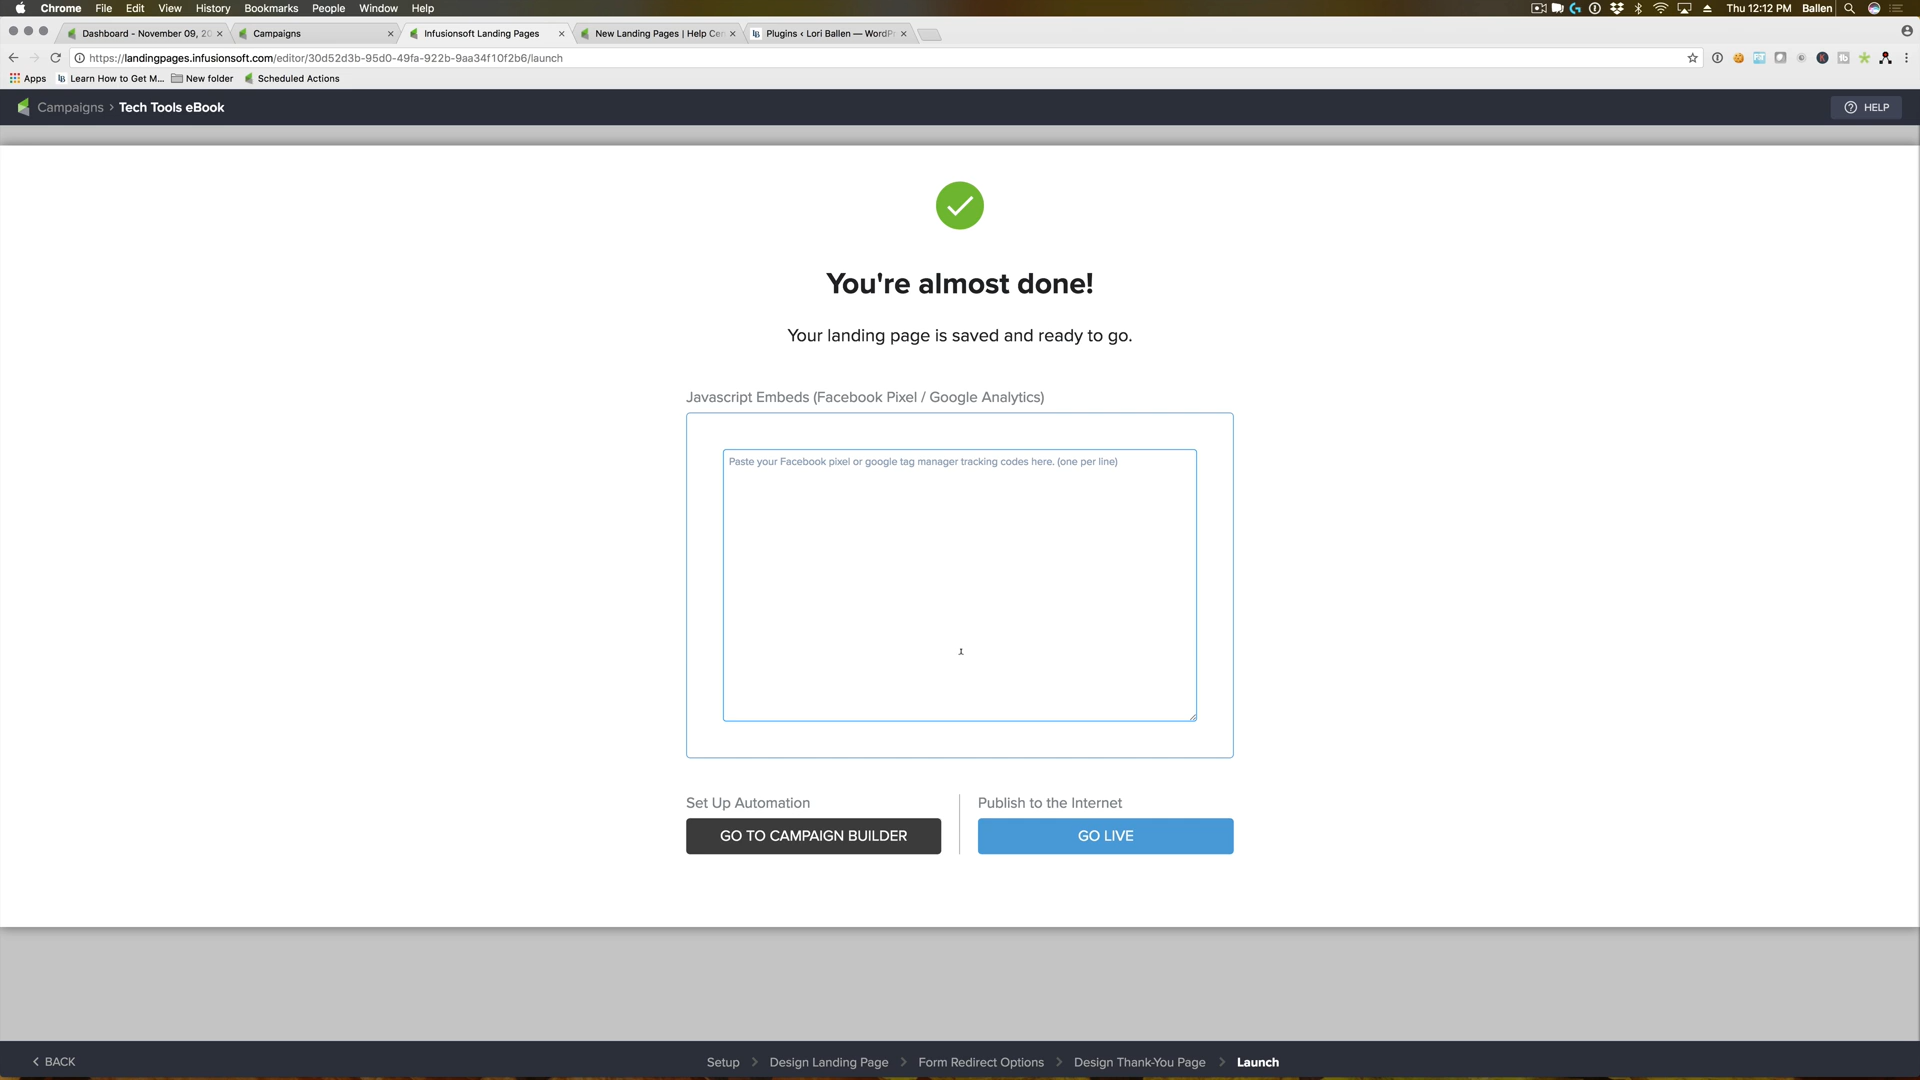 Chrome File Edit View History Bookmarks People Window Help Thu 12:12 PM Ballen
Dashboard - November 09, 20 Campaigns Infusionsoft Landing Pages New Landing Pages | Help Cen Plugins ‹ Lori Ballen — WordPr
https://landingpages.infusionsoft.com/editor/30d52d3b-95d0-49fa-922b-9aa34f10f2b6/launch
Apps Learn How to Get M... New folder Scheduled Actions
Campaigns › Tech Tools eBook HELP
You're almost done!
Your landing page is saved and ready to go.
Javascript Embeds (Facebook Pixel / Google Analytics)
Paste your Facebook pixel or google tag manager tracking codes here. (one per line)
Set Up Automation Publish to the Internet
GO TO CAMPAIGN BUILDER GO LIVE
BACK Setup Design Landing Page Form Redirect Options Design Thank-You Page Launch